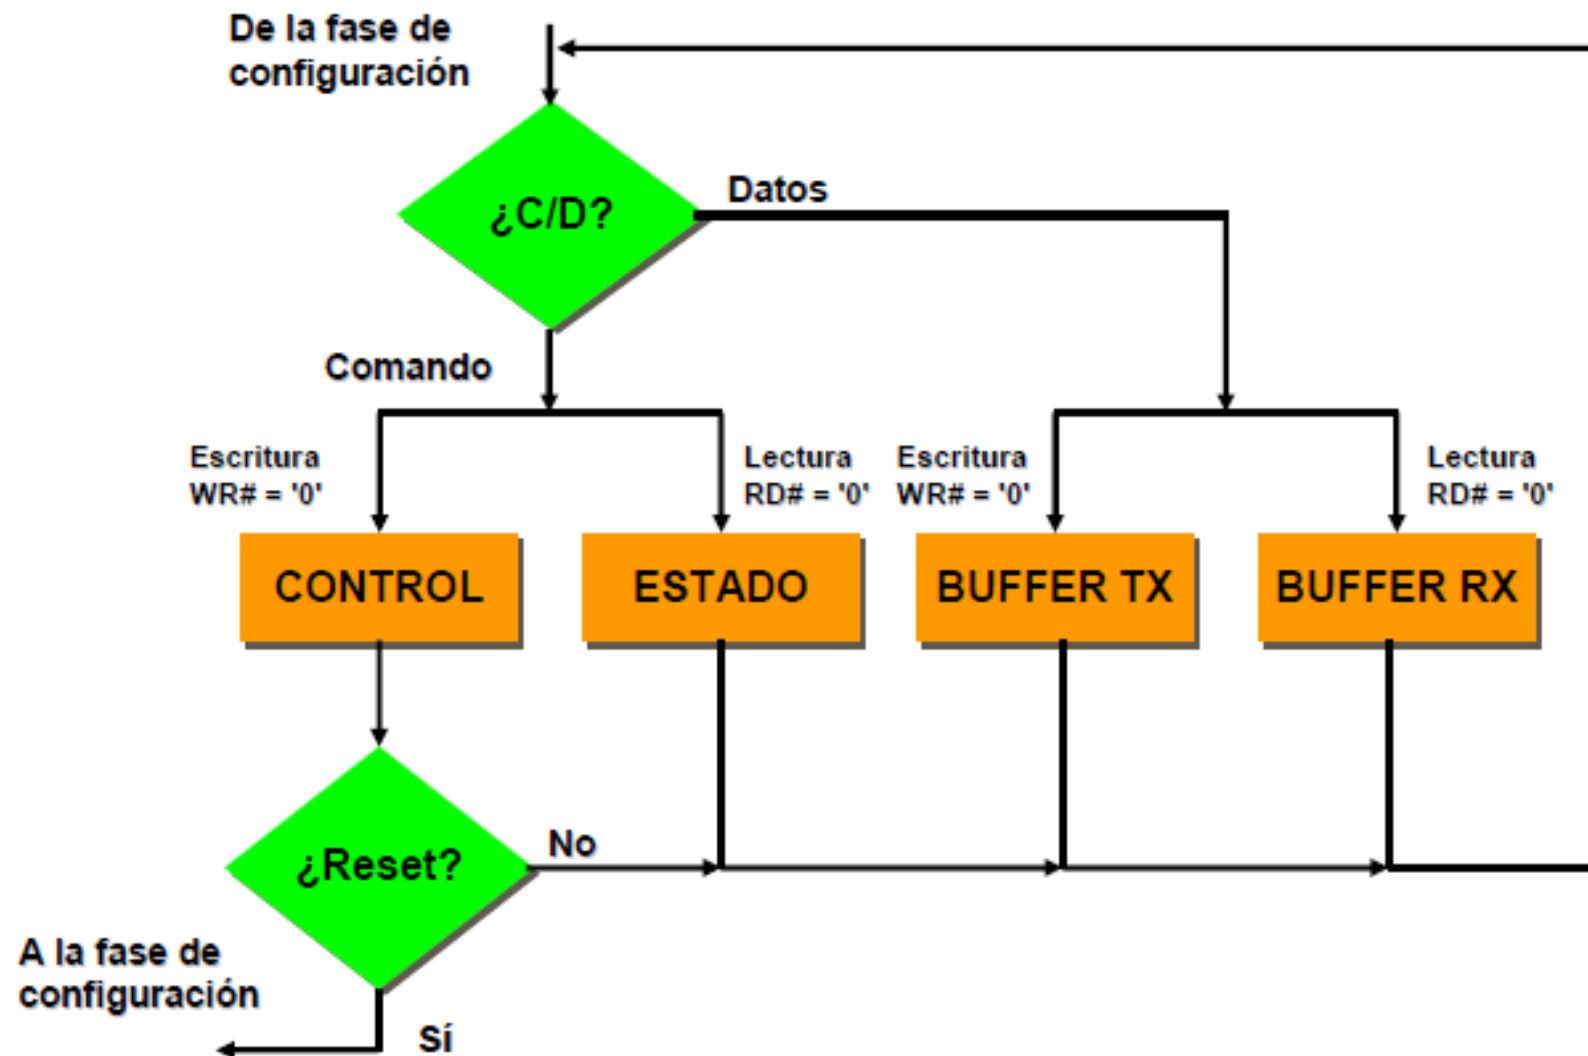 De la fase de
configuración
¿C/D?
Datos
Comando
Escritura
WR# = '0'
Lectura
RD# = '0'
Escritura
WR# = '0'
Lectura
RD# = '0'
CONTROL
ESTADO
BUFFER TX
BUFFER RX
¿Reset?
No
A la fase de
configuración
Sí